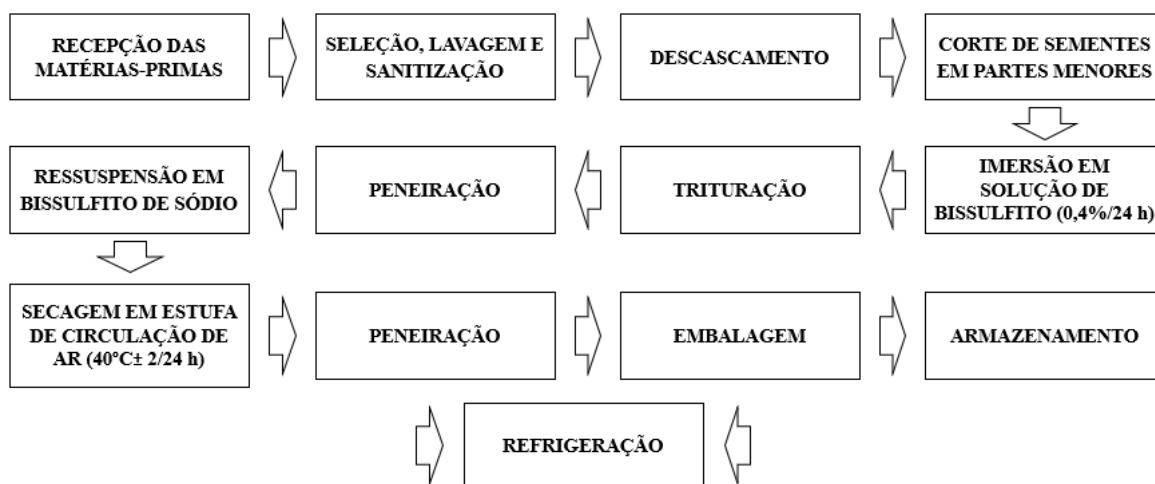 RECEPÇÃO DAS
MATÉRIAS-PRIMAS
SELEÇÃO, LAVAGEM E
SANITIZAÇÃO
DESCASCAMENTO
CORTE DE SEMENTES
EM PARTES MENORES
IMERSÃO EM
SOLUÇÃO DE
BISSULFITO (0,4%/24 h)
TRITURAÇÃO
PENEIRAÇÃO
RESSUSPENSÃO EM
BISSULFITO DE SÓDIO
SECAGEM EM ESTUFA
DE CIRCULAÇÃO DE
AR (40°C± 2/24 h)
PENEIRAÇÃO
EMBALAGEM
ARMAZENAMENTO
REFRIGERAÇÃO